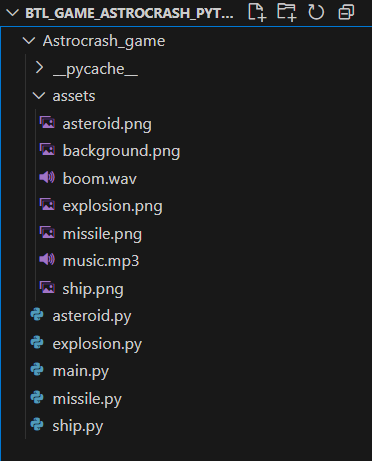 BTL_GAME_ASTROCRASH_PYT...
Astrocrash_game
__pycache__
assets
asteroid.png
background.png
boom.wav
explosion.png
missile.png
music.mp3
ship.png
asteroid.py
explosion.py
main.py
missile.py
ship.py